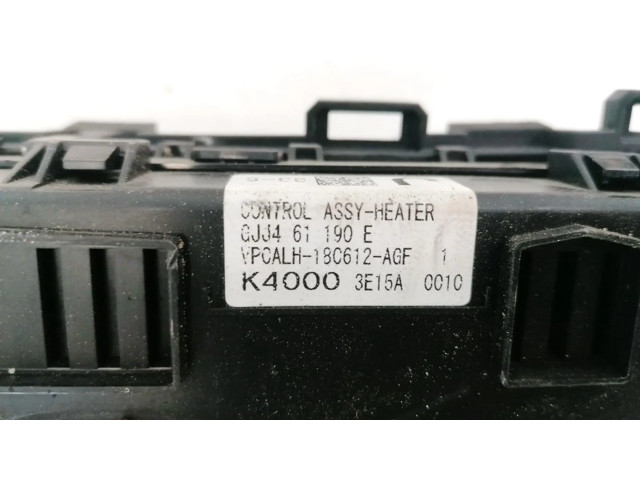 CONTROL ASSY-HEATER
GJJ4 61 190 E
VPCALH-18C612-AGF 1
K4000 3E15A 0010